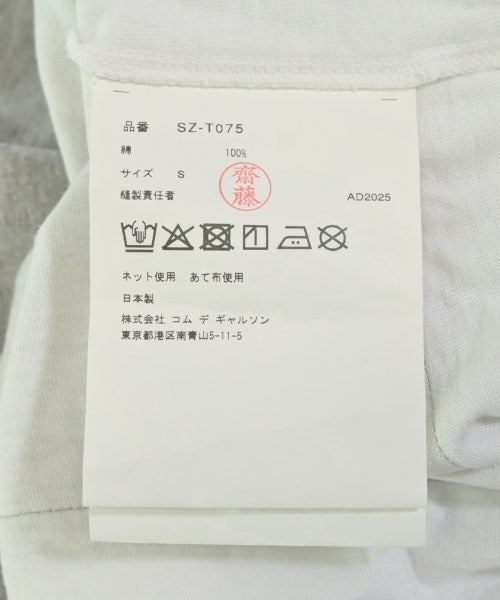 品番 SZ-T075
綿 100%
サイズ S
縫製責任者 齋藤 AD2025
ネット使用 あて布使用
日本製
株式会社 コム デ ギャルソン
東京都港区南青山5-11-5